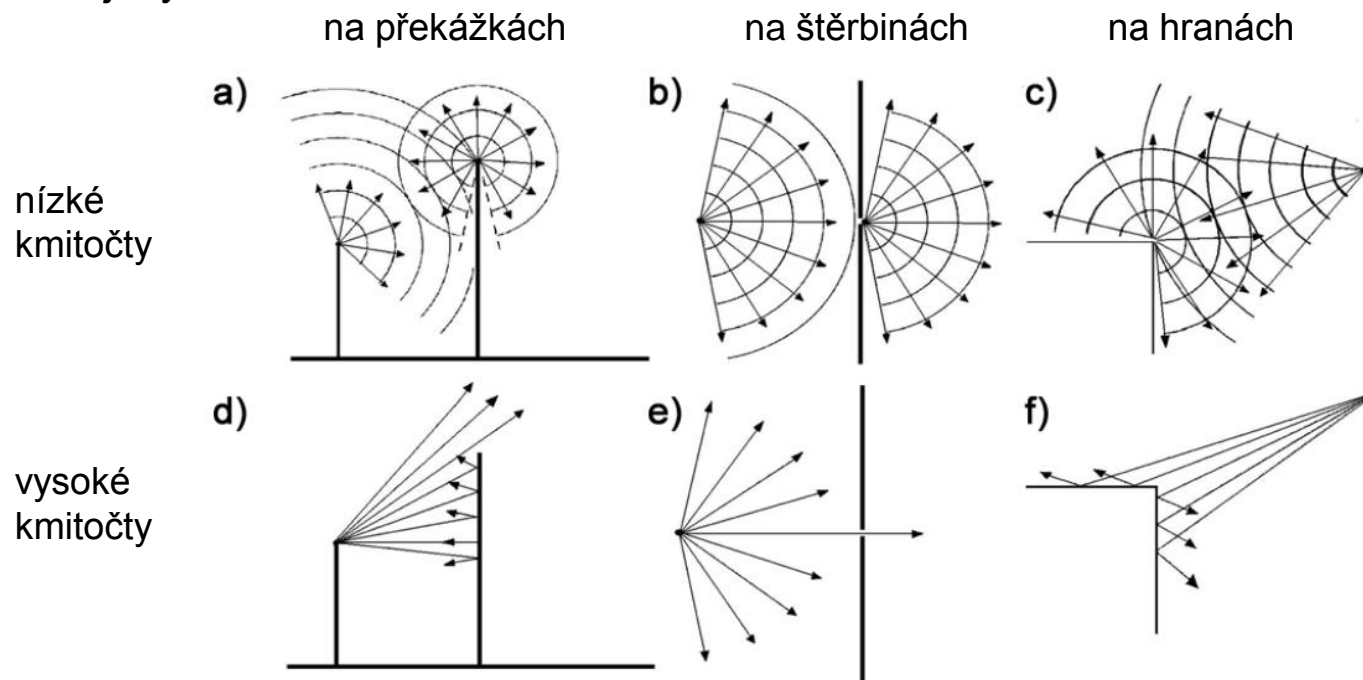 na překážkách na štěrbinách na hranách
a) b) c)
nízké
kmitočty
d) e) f)
vysoké
kmitočty